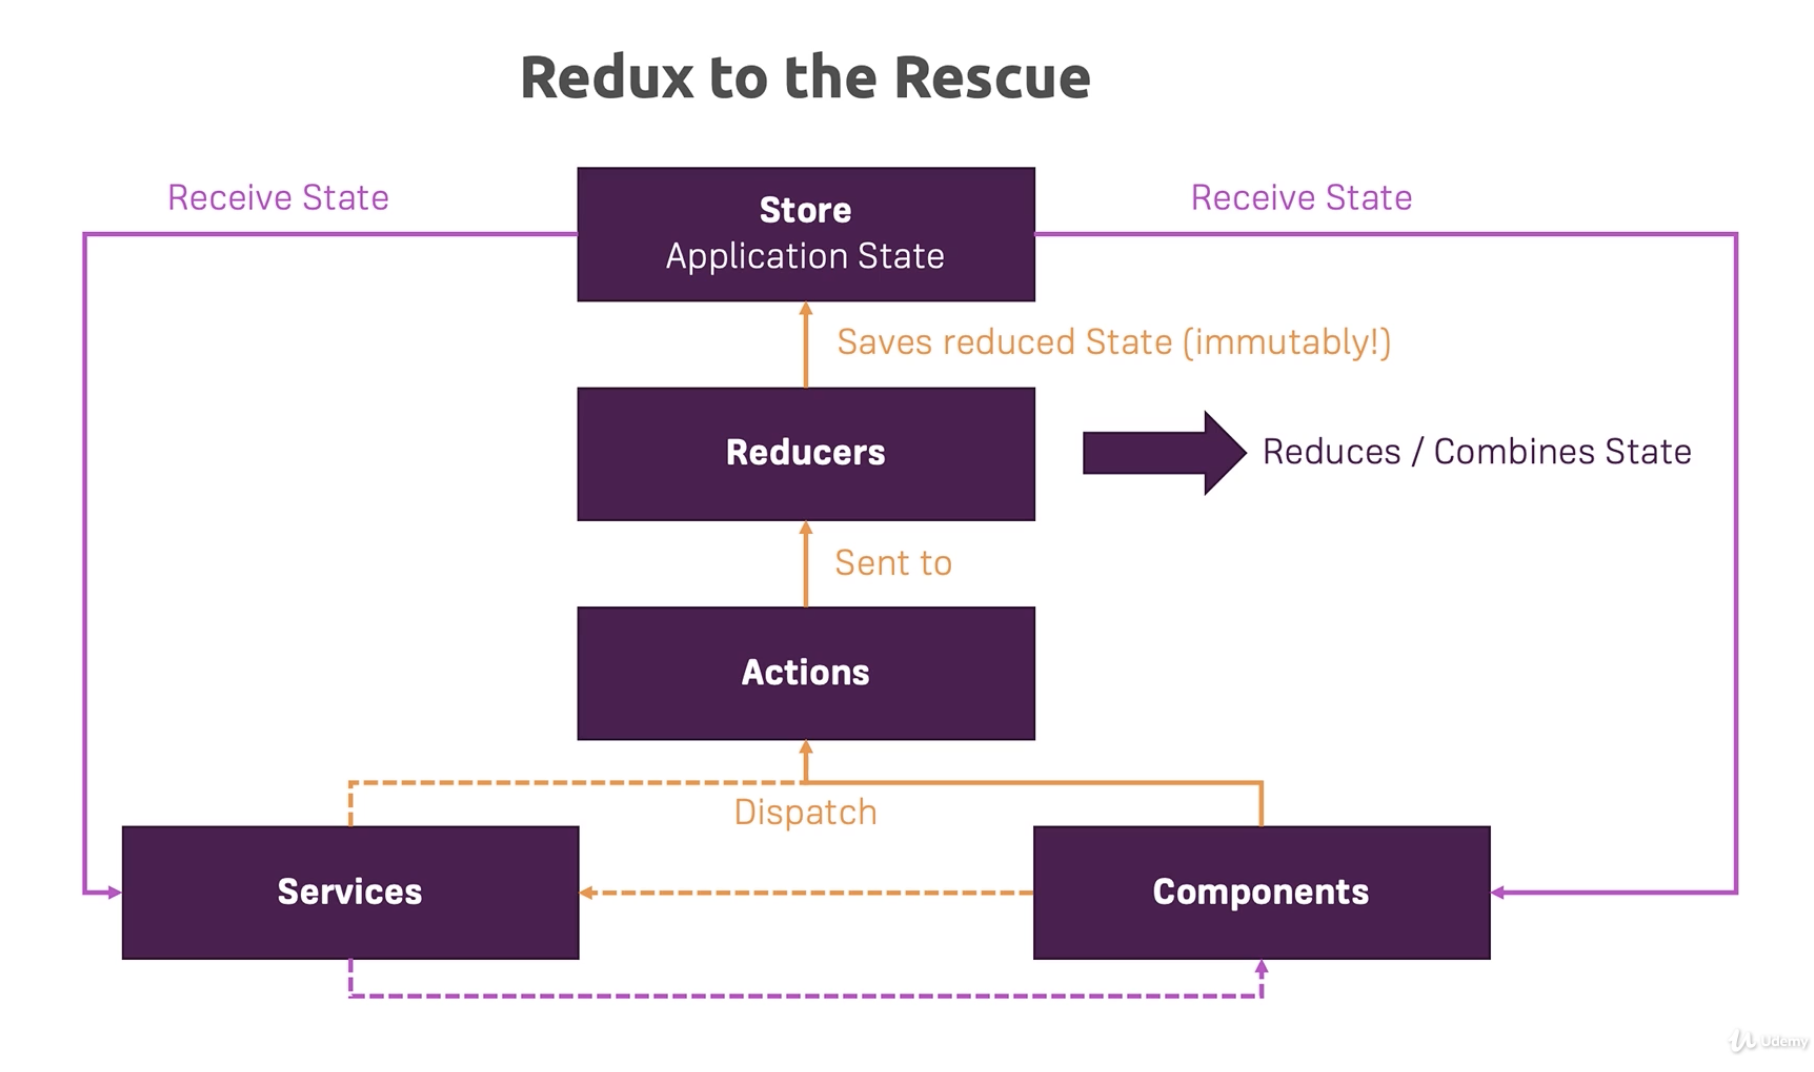 Redux to the Rescue
Receive State
Store
Application State
Receive State
Saves reduced State (immutably!)
Reducers
Reduces / Combines State
Sent to
Actions
Dispatch
Services
Components
Udemy